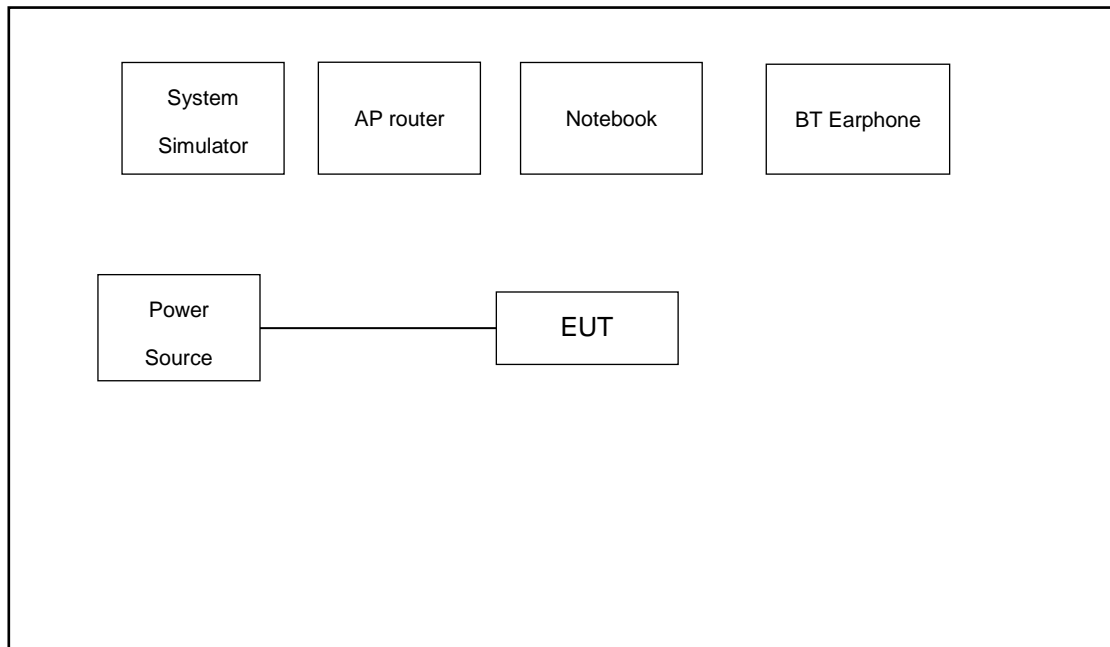 System
Simulator
AP router
Notebook
BT Earphone
Power
Source
EUT